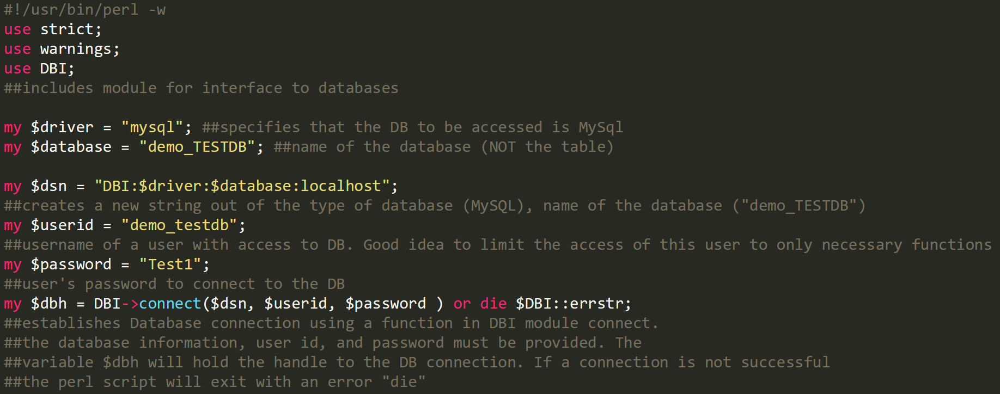 #!/usr/bin/perl -w
use strict;
use warnings;
use DBI;
##includes module for interface to databases
my $driver = "mysql"; ##specifies that the DB to be accessed is MySql
my $database = "demo_TESTDB"; ##name of the database (NOT the table)
my $dsn = "DBI:$driver:$database:localhost";
##creates a new string out of the type of database (MySQL), name of the database ("demo_TESTDB")
my $userid = "demo_testdb";
##username of a user with access to DB. Good idea to limit the access of this user to only necessary functions
my $password = "Test1";
##user's password to connect to the DB
my $dbh = DBI->connect($dsn, $userid, $password ) or die $DBI::errstr;
##establishes Database connection using a function in DBI module connect.
##the database information, user id, and password must be provided. The
##variable $dbh will hold the handle to the DB connection. If a connection is not successful
##the perl script will exit with an error "die"